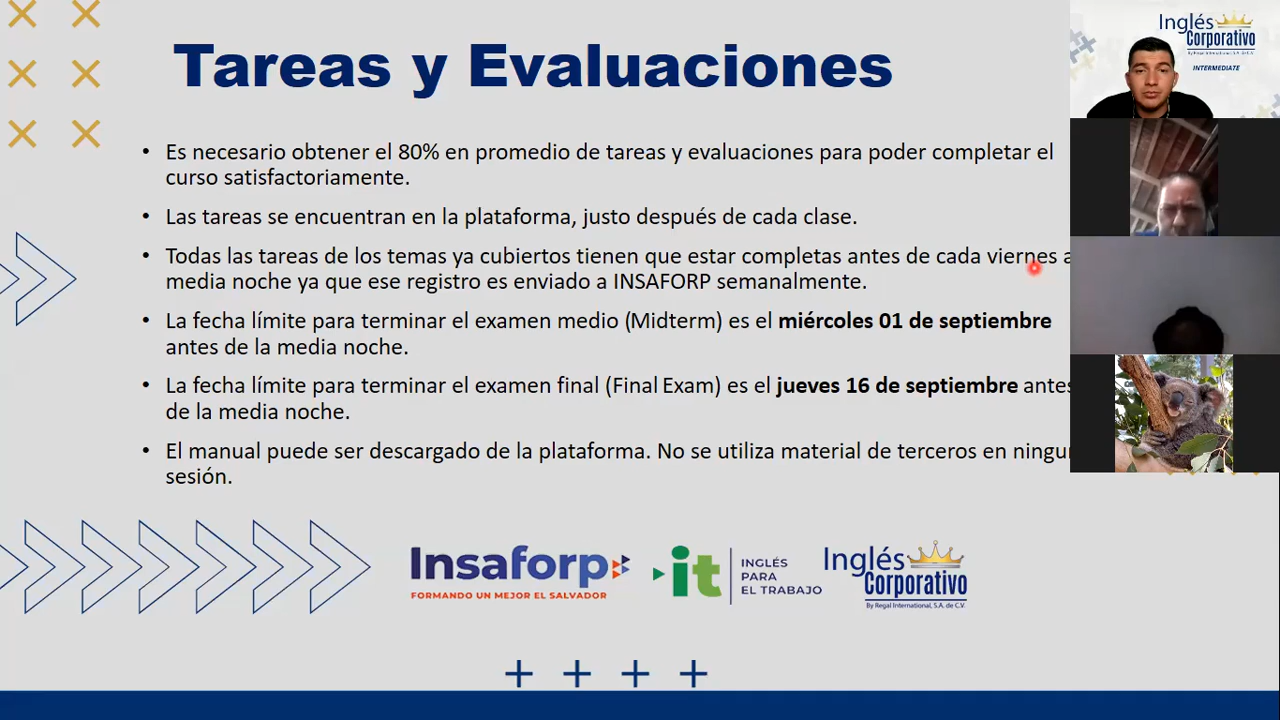 Tareas y Evaluaciones
• Es necesario obtener el 80% en promedio de tareas y evaluaciones para poder completar el
curso satisfactoriamente.
• Las tareas se encuentran en la plataforma, justo después de cada clase.
• Todas las tareas de los temas ya cubiertos tienen que estar completas antes de cada viernes a
media noche ya que ese registro es enviado a INSAFORP semanalmente.
• La fecha límite para terminar el examen medio (Midterm) es el miércoles 01 de septiembre
antes de la media noche.
• La fecha límite para terminar el examen final (Final Exam) es el jueves 16 de septiembre antes
de la media noche.
• El manual puede ser descargado de la plataforma. No se utiliza material de terceros en ningu
sesión.
Insaforp
FORMANDO UN MEJOR EL SALVADOR
it
INGLÉS
PARA
EL TRABAJO
Inglés
Corporativo
By Regal International, S.A. de C.V.
Inglés
Corporativo
By Regal International, S.A. de C.V.
INTERMEDIATE